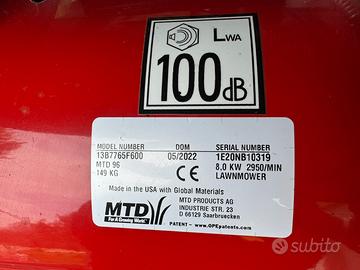 LWA
100dB
MODEL NUMBER DOM SERIAL NUMBER
13B7765F600 05/2022 1E20NB10319
MTD 96 8,0 KW 2950/MIN
149 KG CE LAWNMOWER
Made in the USA with Global Materials
MTD PRODUCTS AG
INDUSTRIE STR. 23
D 66129 Saarbruecken
MTD
For A Growing World.
PATENT – www.OPEpatents.com
subito